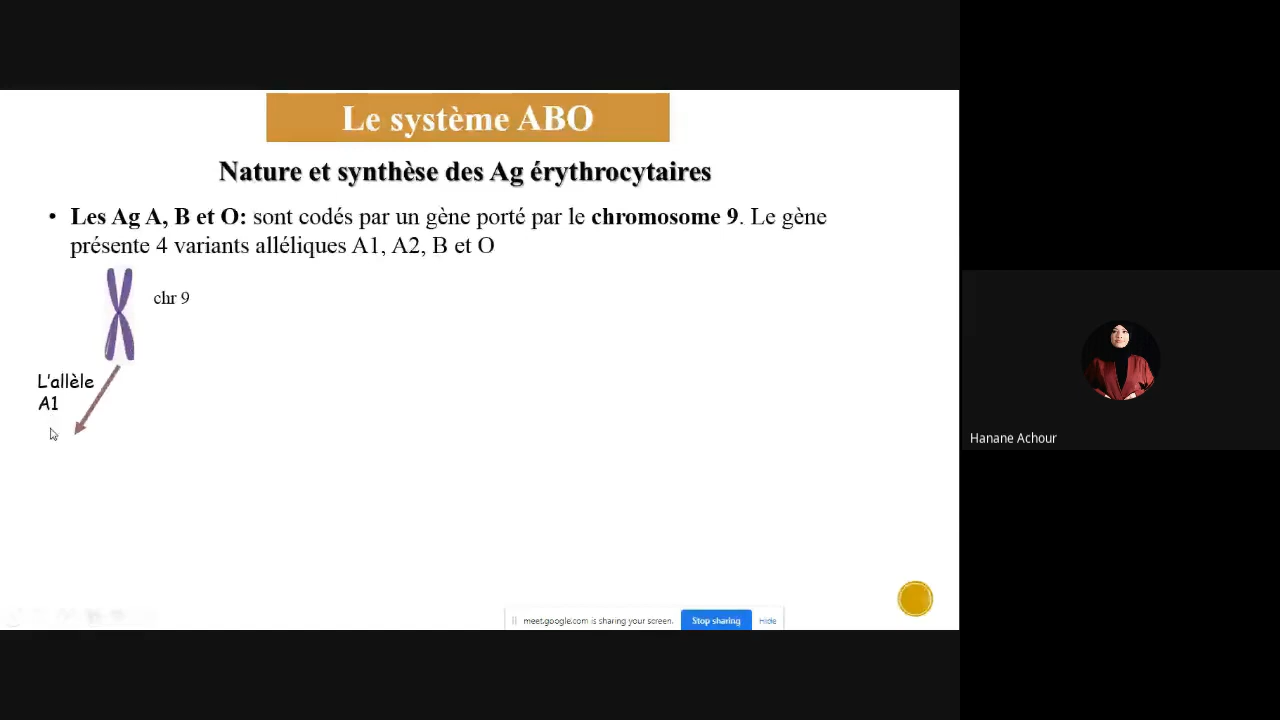 Le système ABO
Nature et synthèse des Ag érythrocytaires
• Les Ag A, B et O: sont codés par un gène porté par le chromosome 9. Le gène
présente 4 variants alléliques A1, A2, B et O
chr 9
L'allèle
A1
Hanane Achour
meet.google.com is sharing your screen.
Stop sharing
Hide